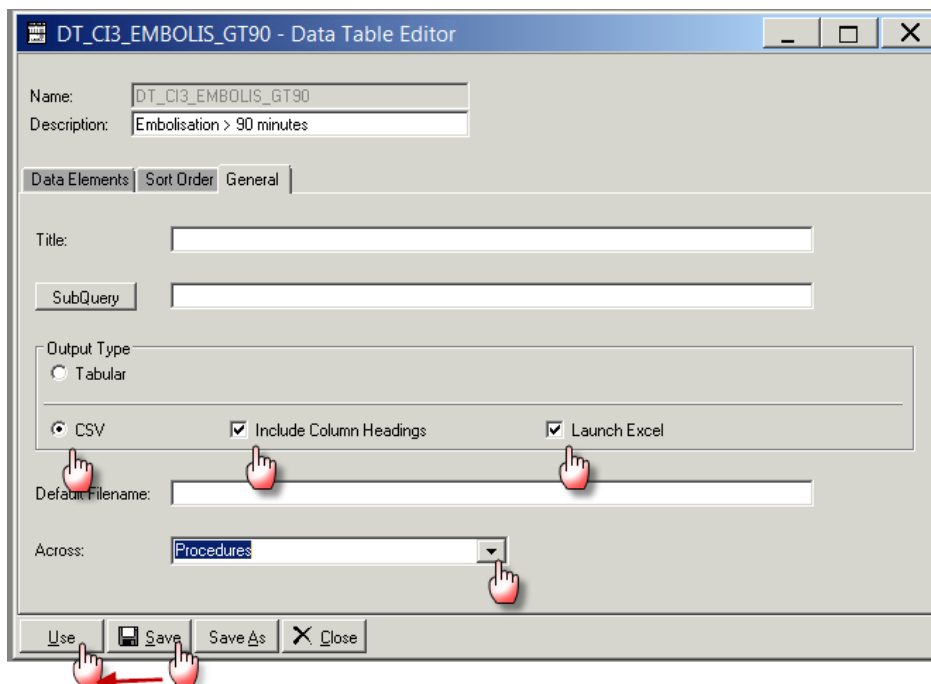 DT_CI3_EMBOLIS_GT90 - Data Table Editor
Name: DT_CI3_EMBOLIS_GT90
Description: Embolisation > 90 minutes
Data Elements Sort Order General
Title:
SubQuery
Output Type
Tabular
CSV Include Column Headings Launch Excel
Default Filename:
Across: Procedures
Use Save Save As Close